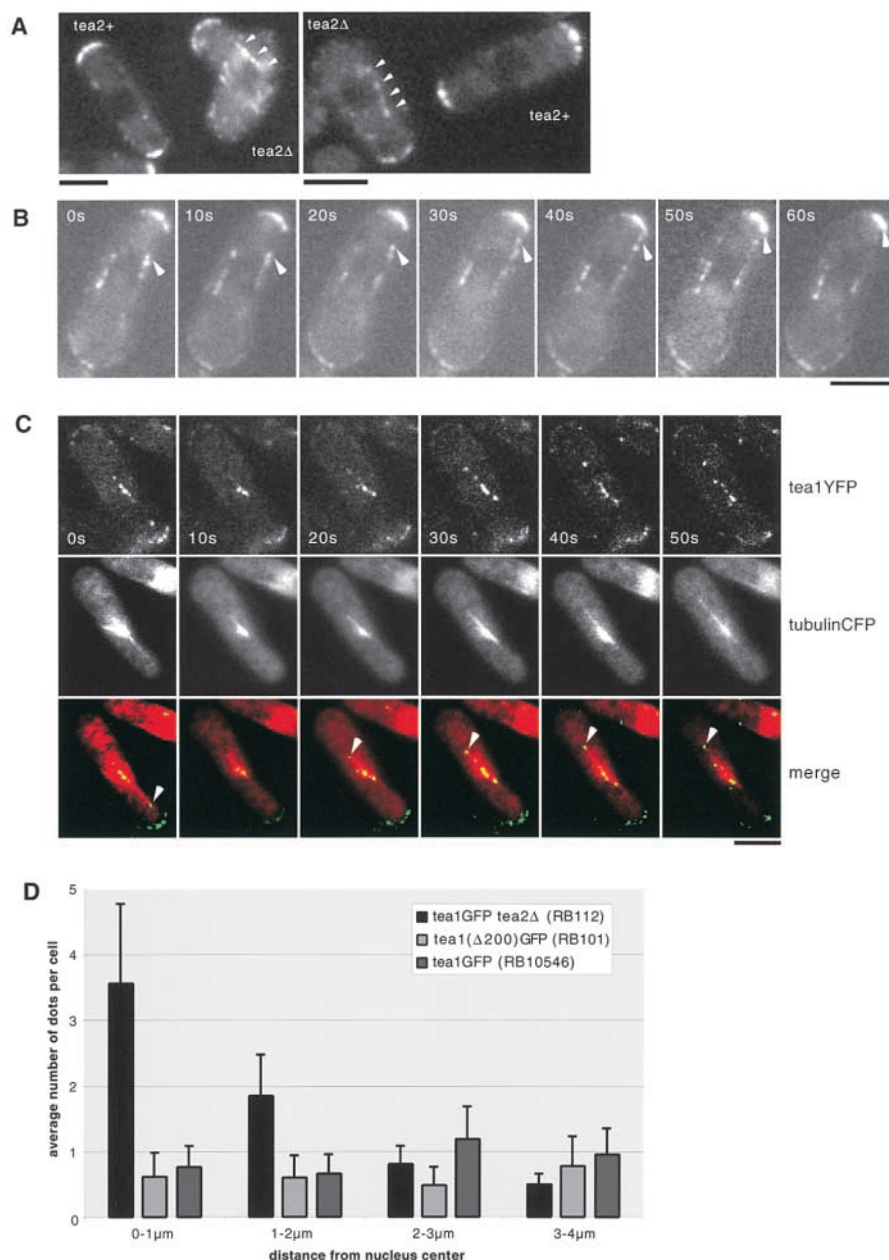 A
tea2+
tea2Δ
tea2Δ
tea2+
B
0s 10s 20s 30s 40s 50s 60s
C
0s 10s 20s 30s 40s 50s
tea1YFP
tubulinCFP
merge
D
5
4
3
2
1
0
average number of dots per cell
tea1GFP tea2Δ (RB112)
tea1(Δ200)GFP (RB101)
tea1GFP (RB10546)
0-1µm 1-2µm 2-3µm 3-4µm
distance from nucleus center